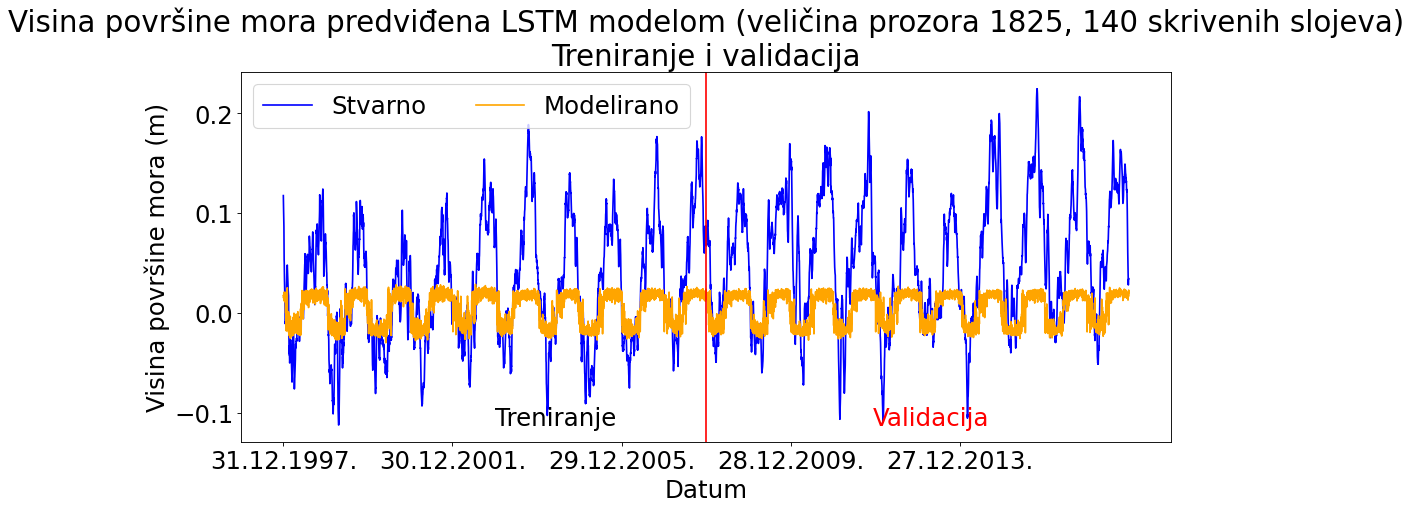 Visina površine mora predviđena LSTM modelom (veličina prozora 1825, 140 skrivenih slojeva)
Treniranje i validacija
Stvarno
Modelirano
Visina površine mora (m)
0.2
0.1
0.0
−0.1
Treniranje
Validacija
31.12.1997.
30.12.2001.
29.12.2005.
28.12.2009.
27.12.2013.
Datum